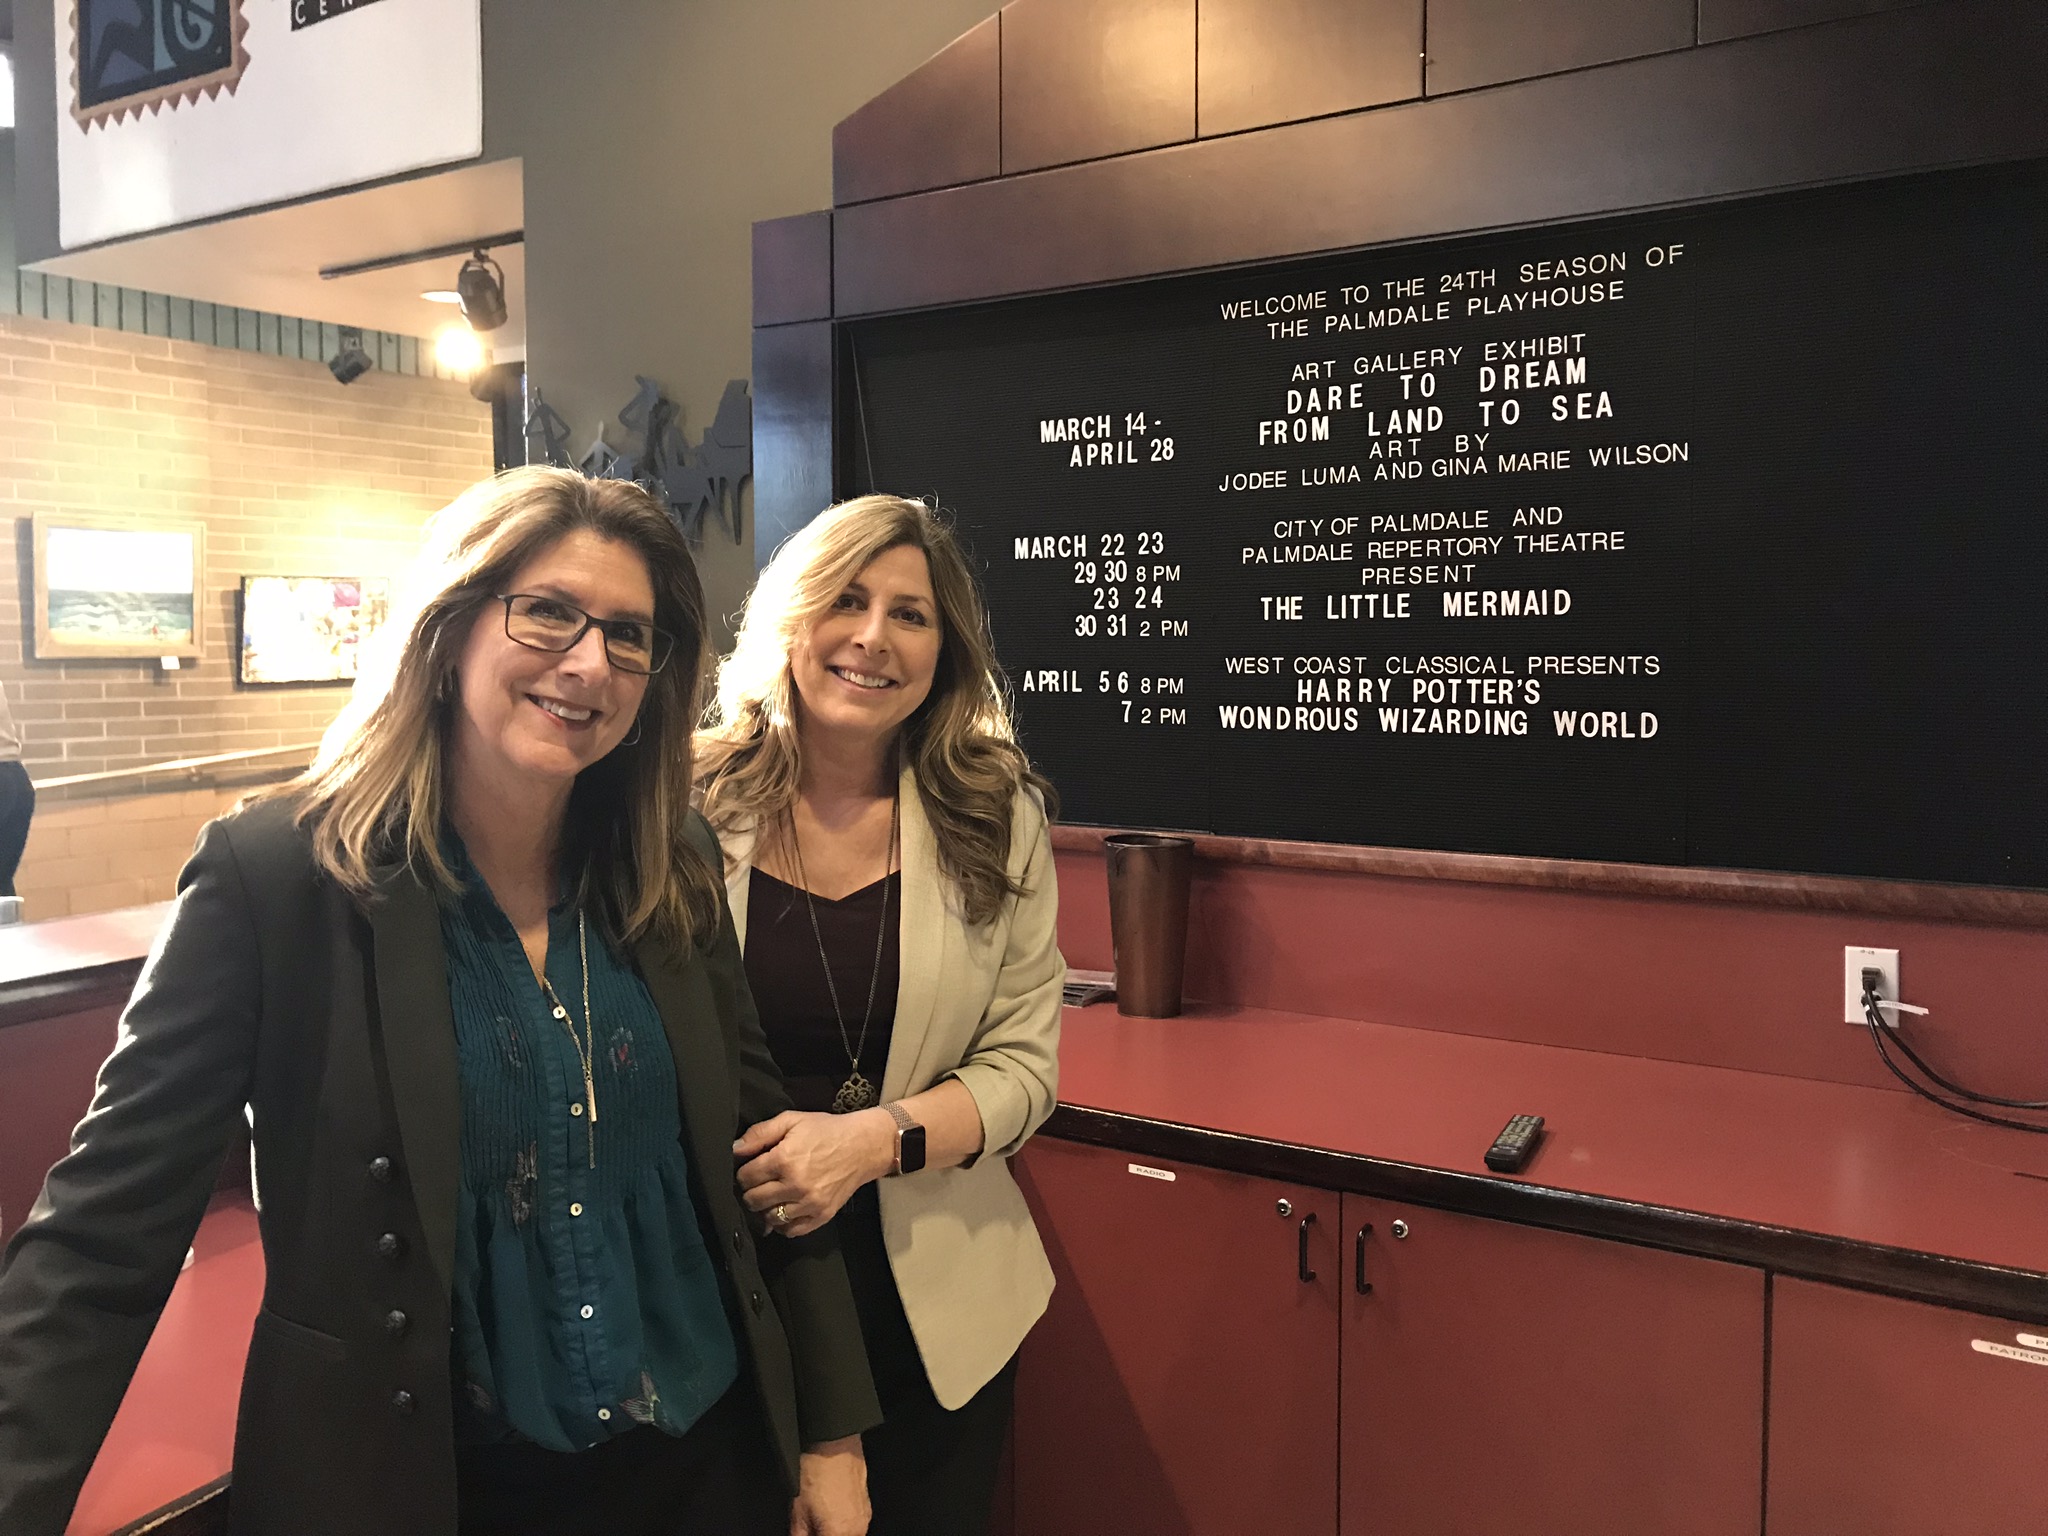 WELCOME TO THE 24TH SEASON OF
THE PALMDALE PLAYHOUSE
ART GALLERY EXHIBIT
DARE TO DREAM
FROM LAND TO SEA
ART BY
JODEE LUMA AND GINA MARIE WILSON
MARCH 14-
APRIL 28
CITY OF PALMDALE AND
PALMDALE REPERTORY THEATRE
PRESENT
THE LITTLE MERMAID
MARCH 22 23
29 30 8 PM
23 24
30 31 2 PM
WEST COAST CLASSICAL PRESENTS
HARRY POTTER'S
WONDROUS WIZARDING WORLD
APRIL 5 6 8 PM
7 2 PM
RADIO